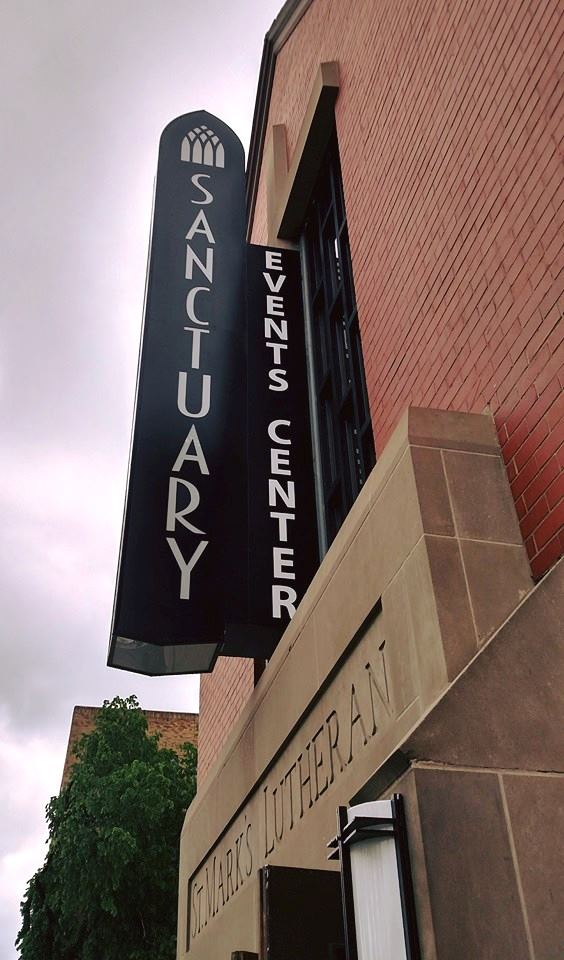 SANCTUARY
EVENTS CENTER
ST. MARK'S LUTHERAN